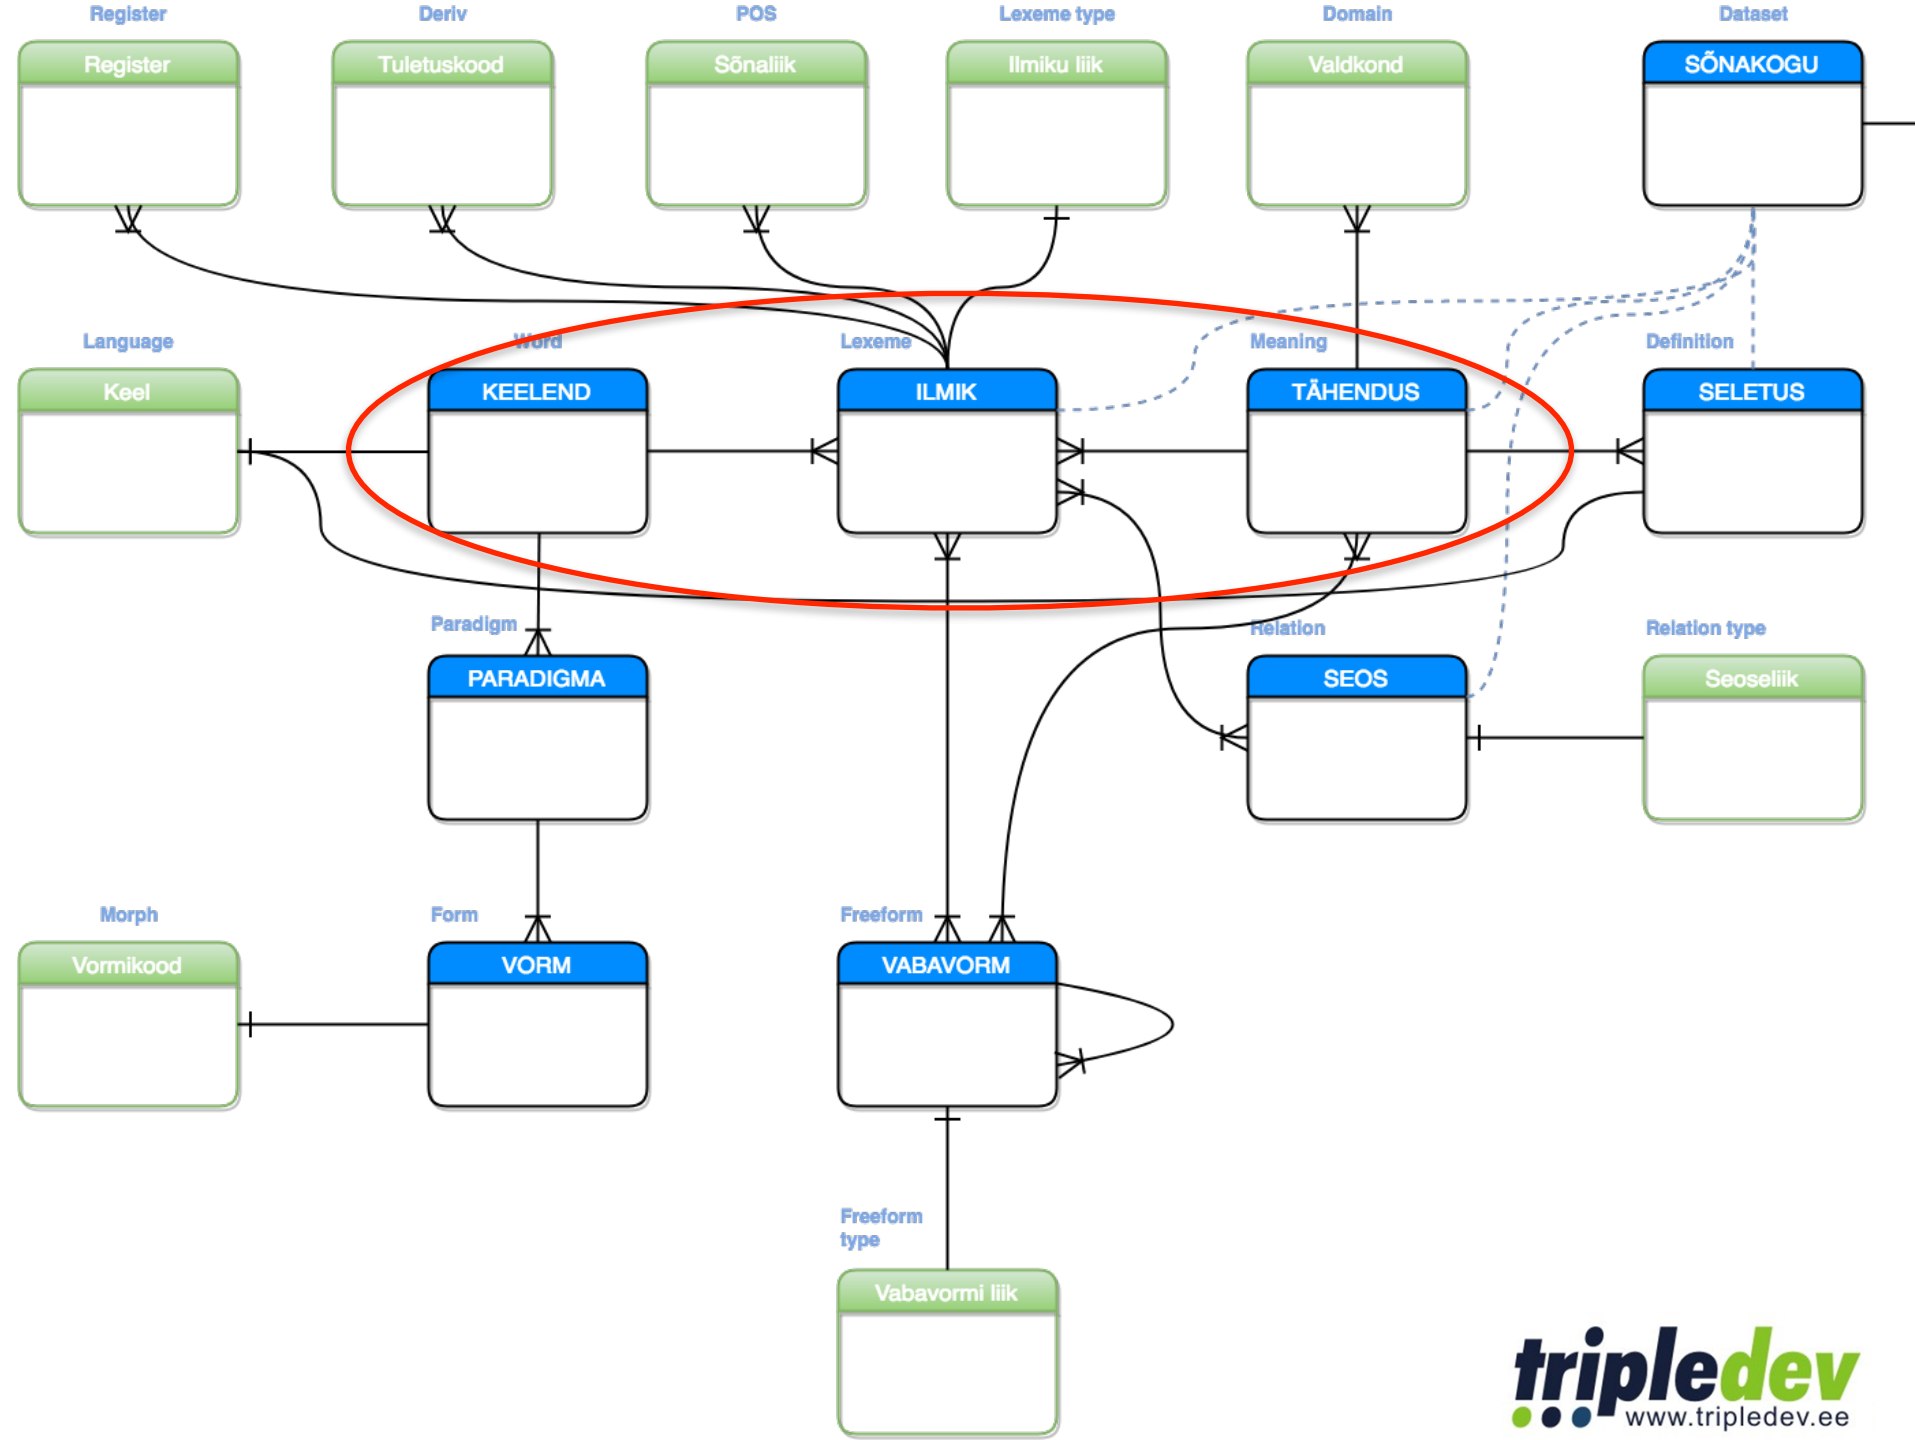 Register
Deriv
POS
Lexeme type
Domain
Dataset
Register
Tuletuskood
Sõnaliik
Ilmiku liik
Valdkond
SÕNAKOGU
Language
Word
Lexeme
Meaning
Definition
Keel
KEELEND
ILMIK
TÄHENDUS
SELETUS
Paradigm
Relation
Relation type
PARADIGMA
SEOS
Seoseliik
Morph
Form
Freeform
Vormikood
VORM
VABAVORM
Freeform
type
Vabavormi liik
tripledev
www.tripledev.ee